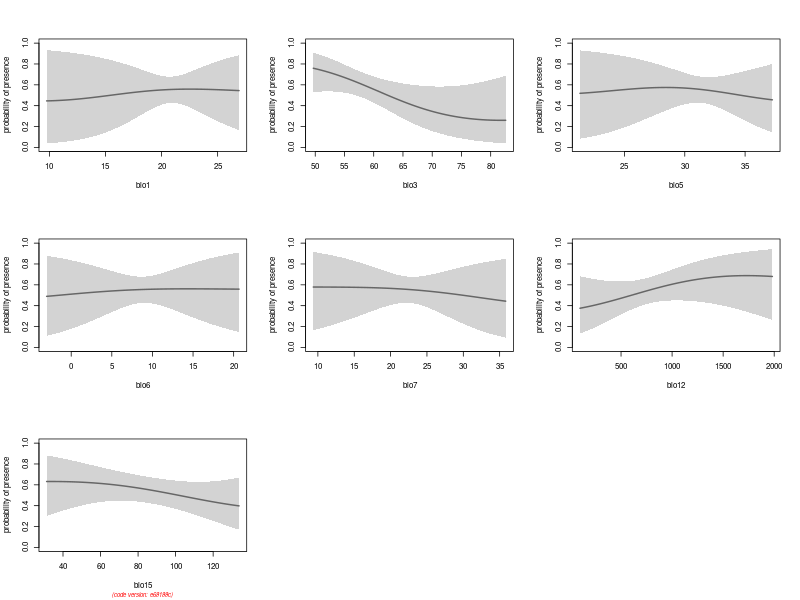 probability of presence
0.0 0.2 0.4 0.6 0.8 1.0
10 15 20 25
bio1
probability of presence
0.0 0.2 0.4 0.6 0.8 1.0
50 55 60 65 70 75 80
bio3
probability of presence
0.0 0.2 0.4 0.6 0.8 1.0
25 30 35
bio5
probability of presence
0.0 0.2 0.4 0.6 0.8 1.0
0 5 10 15 20
bio6
probability of presence
0.0 0.2 0.4 0.6 0.8 1.0
10 15 20 25 30 35
bio7
probability of presence
0.0 0.2 0.4 0.6 0.8 1.0
500 1000 1500 2000
bio12
probability of presence
0.0 0.2 0.4 0.6 0.8 1.0
40 60 80 100 120
bio15
(code version: e69199c)